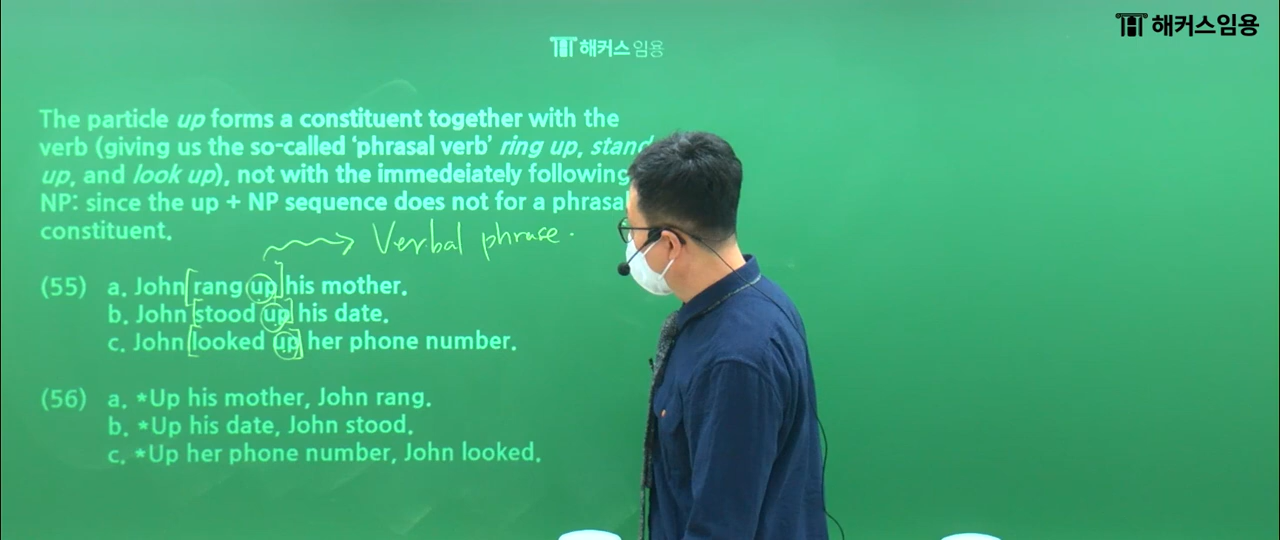 해커스임용
해커스임용
The particle up forms a constituent together with the
verb (giving us the so-called ‘phrasal verb’ ring up, stand
up, and look up), not with the immedeiately following
NP: since the up + NP sequence does not for a phrasal
constituent.
Verbal phrase.
(55) a. John [rang up] his mother.
b. John [stood up] his date.
c. John [looked up] her phone number.
(56) a. *Up his mother, John rang.
b. *Up his date, John stood.
c. *Up her phone number, John looked.